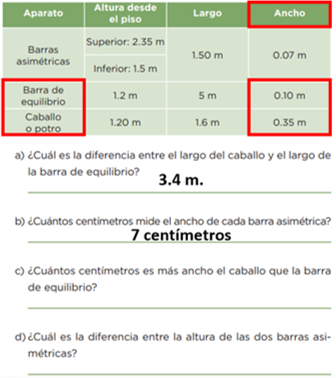 Aparato Altura desde el piso Largo Ancho
Barras asimétricas Superior: 2.35 m 1.50 m 0.07 m
Inferior: 1.5 m
Barra de equilibrio 1.2 m 5 m 0.10 m
Caballo o potro 1.20 m 1.6 m 0.35 m
a) ¿Cuál es la diferencia entre el largo del caballo y el largo de
la barra de equilibrio? 3.4 m.
b) ¿Cuántos centímetros mide el ancho de cada barra asimétrica?
7 centímetros
c) ¿Cuántos centímetros es más ancho el caballo que la barra
de equilibrio?
d) ¿Cuál es la diferencia entre la altura de las dos barras asi-
métricas?